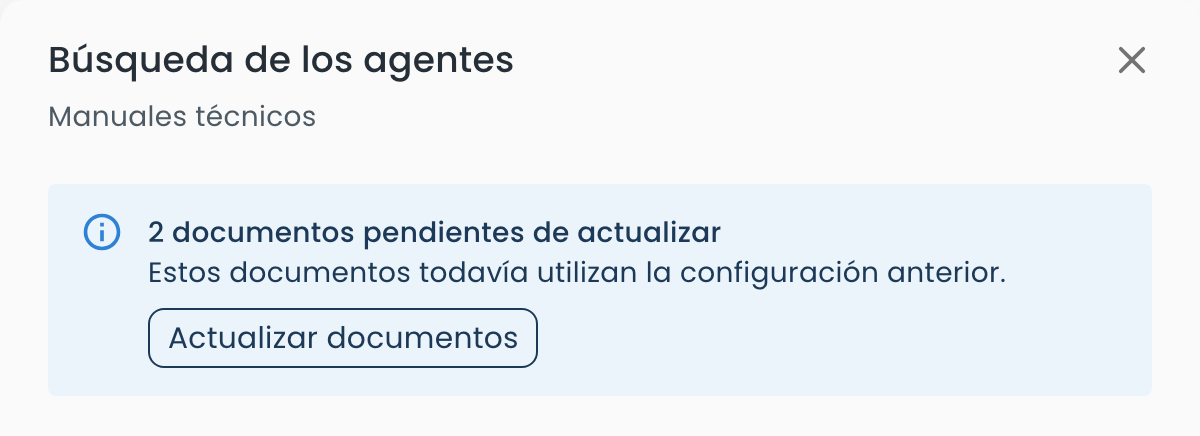 Búsqueda de los agentes
Manuales técnicos
2 documentos pendientes de actualizar
Estos documentos todavía utilizan la configuración anterior.
Actualizar documentos